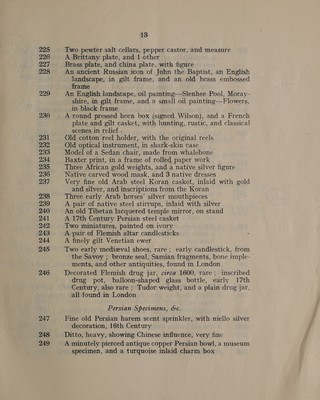 13
225 Two pewter salt cellars, pepper castor, and measure
226 A Brittany plate, and 1 other
227 Brass plate, and china plate, with figure
228 An ancient Russian icon of John the Baptist, an English
landscape, in gilt frame, and an old brass embossed
frame
229 An English landscape, oil painting—Slenhee Pool, Moray-
shire, in gilt frame, and a small oil painting—Flowers,
in black frame
230 A round pressed horn box (signed Wilson), and a French
plate and gilt casket, with hunting, rustic, and classical
scenes in relief
231 Old cotton reel holder, with the original reels
232 Old optical instrument, in shark-skin case
233 Model of a Sedan chair, made from whalebone
234 Baxter print, in a frame of rolled paper work
235 Three African gold weights, and a native silver figure
236 Native carved wood mask, and 3 native dresses
237 Very fine old Arab steel Koran casket, inlaid with gold
and silver, and inscriptions from the Koran
238 Three early Arab horses' silver mouthpieces
239 A pair of native steel stirrups, inlaid with silver
240 An old Tibetan lacquered temple mirror, on stand
241 A 17th Century Persian steel casket
242 Two miniatures, painted on ivory
243 A pair of Flemish altar candlesticks
244 A finely gilt Venetian ewer
245 Two early mediæval shoes, rare; early candlestick, from
the Savoy; bronze seal, Samian fragments, bone imple-
ments, and other antiquities, found in London
246 Decorated Flemish drug jar, circa 1600, rare; inscribed
drug pot, balloon-shaped glass bottle, early 17th
Century, also rare; Tudor weight, and a plain drug jar,
all found in London
Persian Specimens, &c.
247 Fine old Persian harem scent sprinkler, with niello silver
decoration, 16th Century
248 Ditto, heavy, showing Chinese influence, very fine
249 A minutely pierced antique copper Persian bowl, a museum
specimen, and a turquoise inlaid charm box